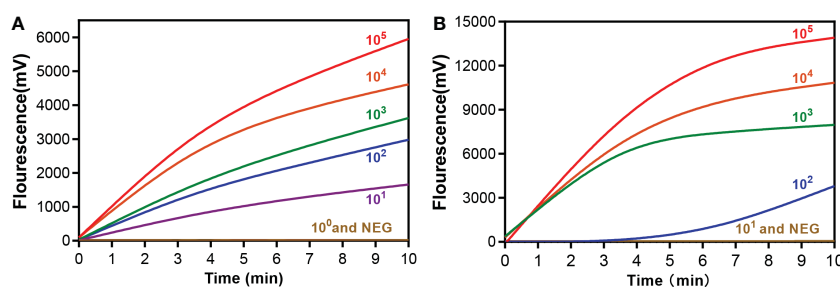 A
Flourescence(mV)
6000
5000
4000
3000
2000
1000
0
10⁵
10⁴
10³
10²
10¹
10⁰ and NEG
0 1 2 3 4 5 6 7 8 9 10
Time (min)
B
Flourescence(mV)
15000
12000
9000
6000
3000
0
10⁵
10⁴
10³
10²
10¹ and NEG
0 1 2 3 4 5 6 7 8 9 10
Time（min）